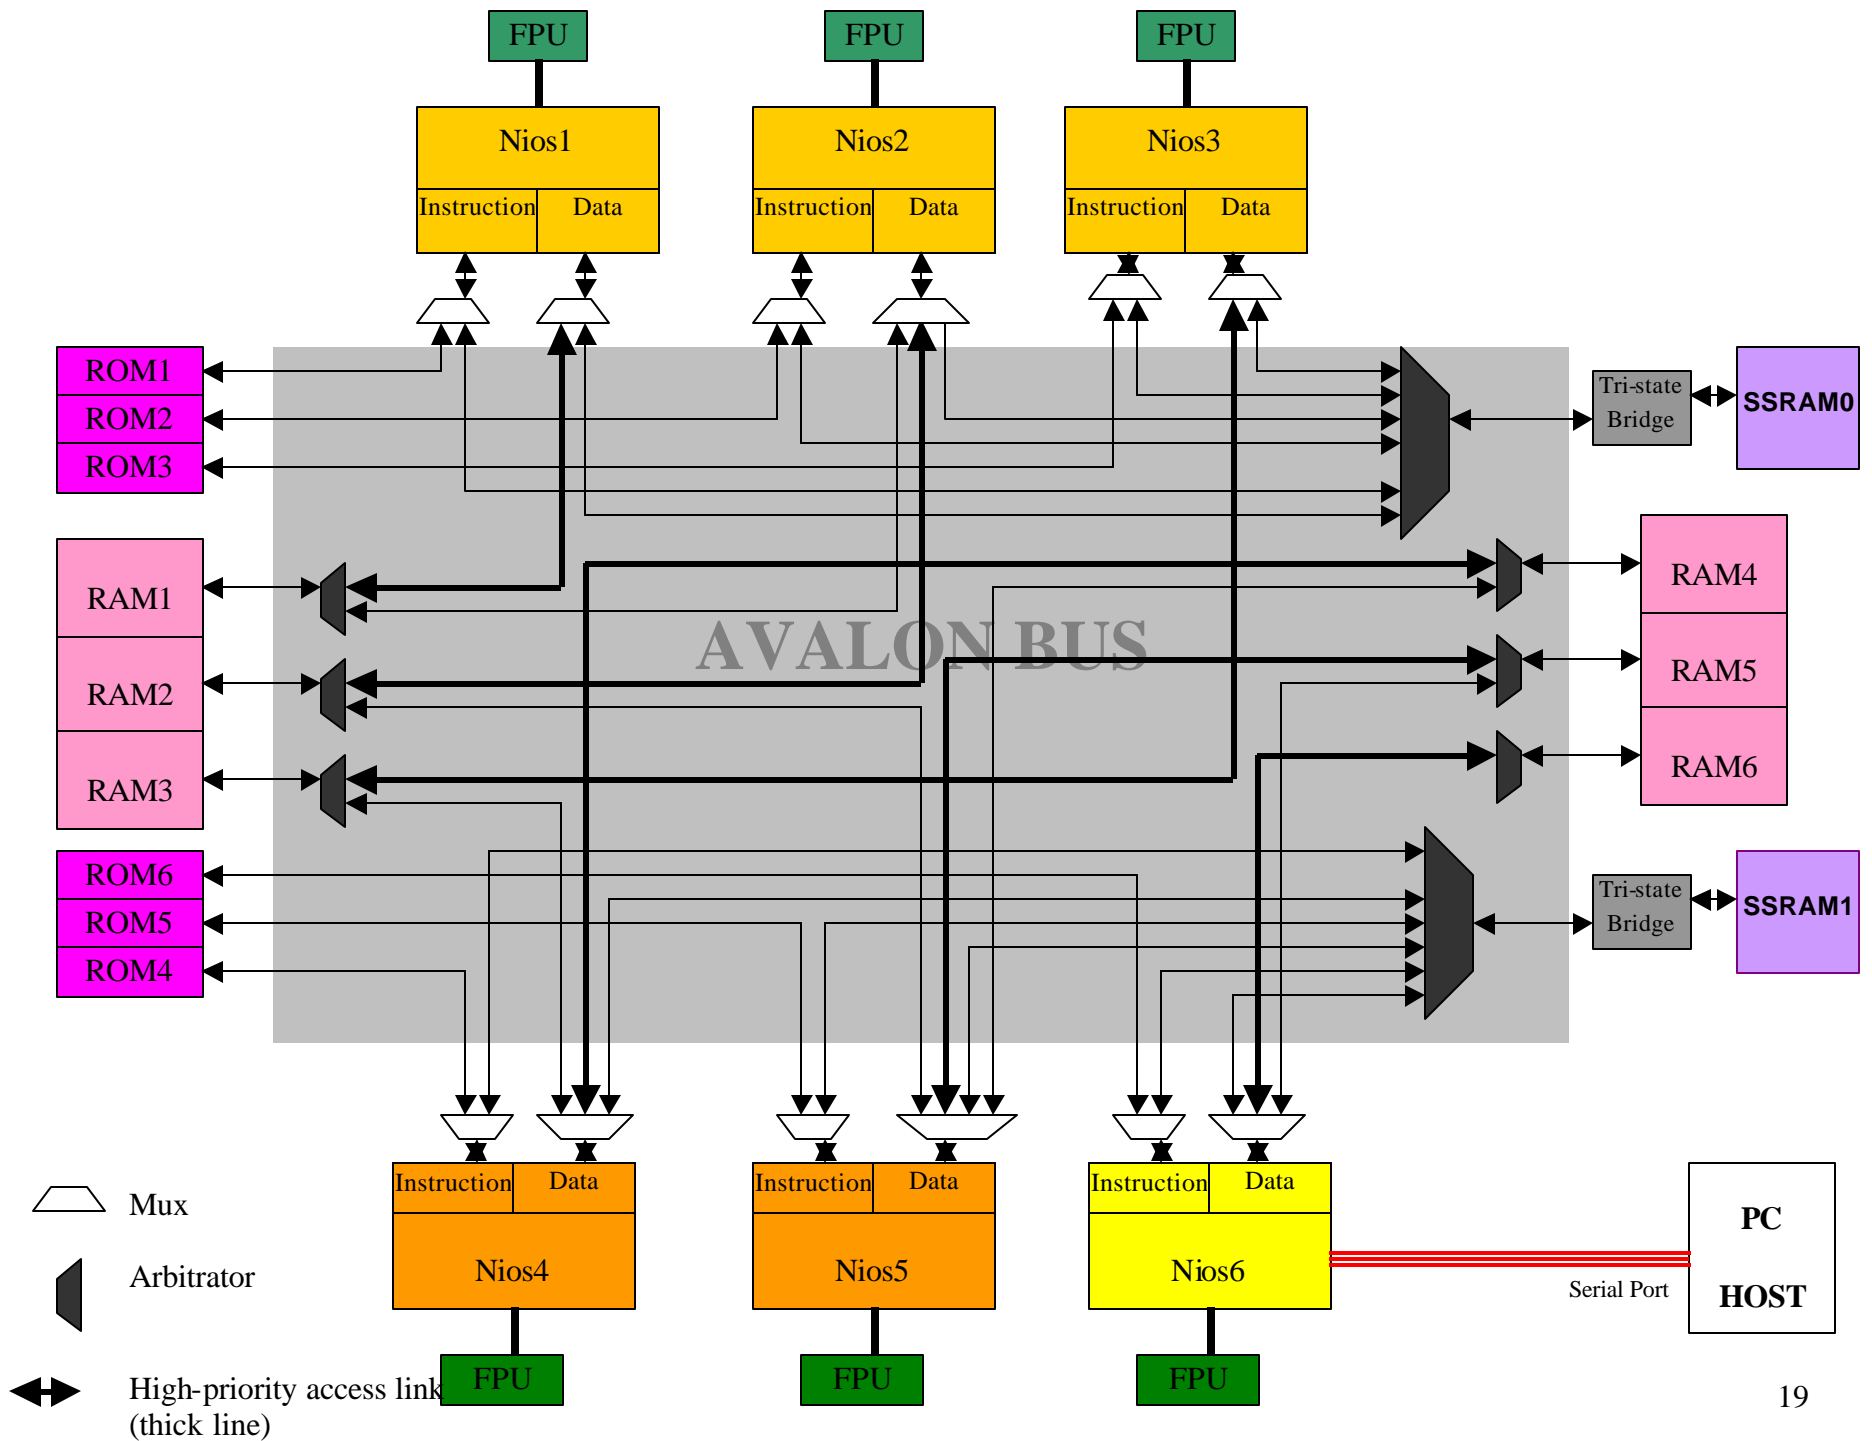 FPU
FPU
FPU
Nios1
Nios2
Nios3
Instruction
Data
Instruction
Data
Instruction
Data
ROM1
ROM2
ROM3
Tri-state
Bridge
SSRAM0
RAM1
RAM2
RAM3
AVALON BUS
RAM4
RAM5
RAM6
ROM6
ROM5
ROM4
Tri-state
Bridge
SSRAM1
Instruction
Data
Instruction
Data
Instruction
Data
Nios4
Nios5
Nios6
Serial Port
PC
HOST
Mux
Arbitrator
High-priority access link
(thick line)
FPU
FPU
FPU
19